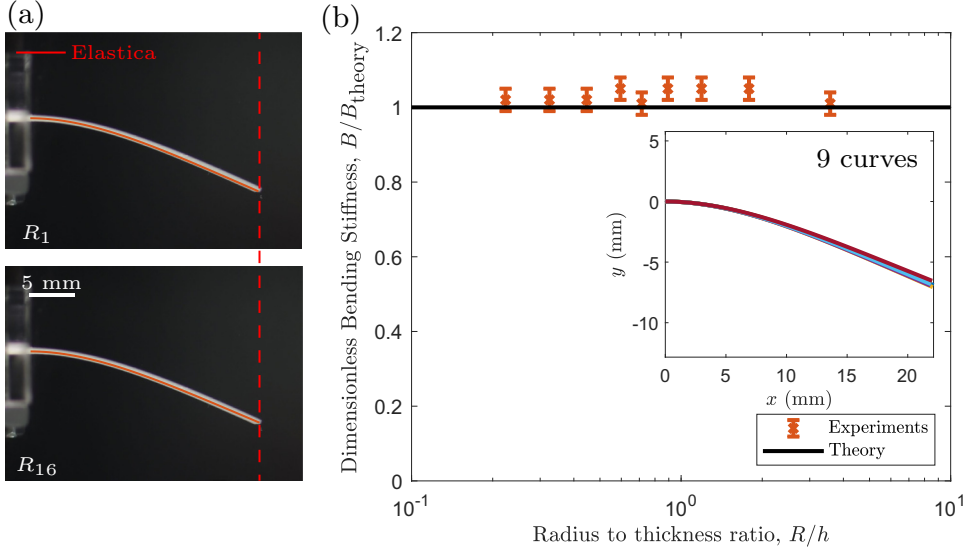 (a)
Elastica
R₁
5 mm
R₁₆
(b)
Dimensionless Bending Stiffness, B/B_theory
1.2
1
0.8
0.6
0.4
0.2
0
10⁻¹
10⁰
10¹
Radius to thickness ratio, R/h
9 curves
y (mm)
5
0
-5
-10
0
5
10
15
20
x (mm)
Experiments
Theory